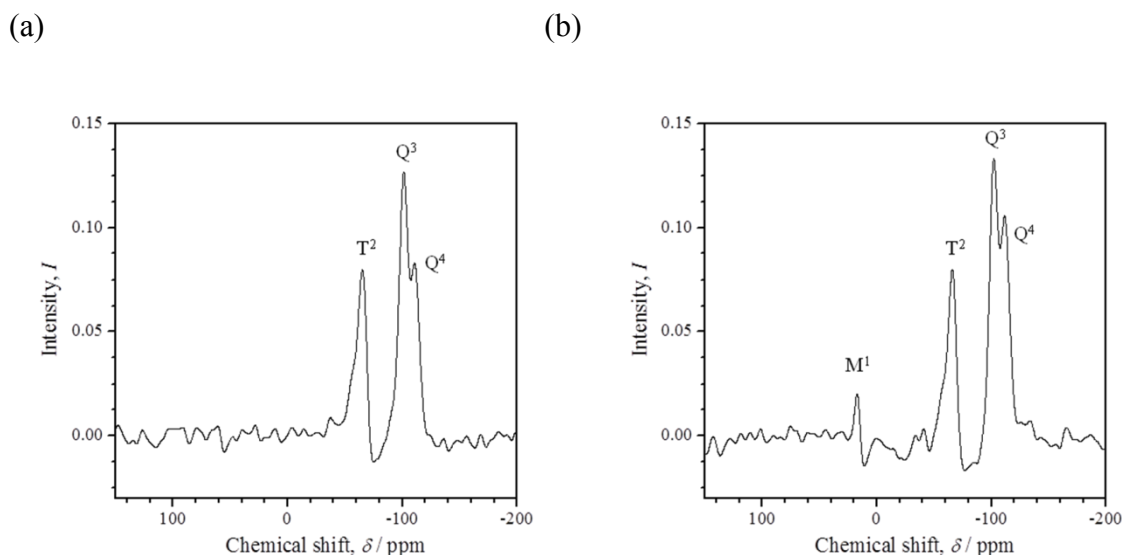 (a)
(b)
0.15
0.10
0.05
0.00
Intensity, I
T²
Q³
Q⁴
100
0
-100
-200
Chemical shift, δ / ppm
0.15
0.10
0.05
0.00
Intensity, I
M¹
T²
Q³
Q⁴
100
0
-100
-200
Chemical shift, δ / ppm